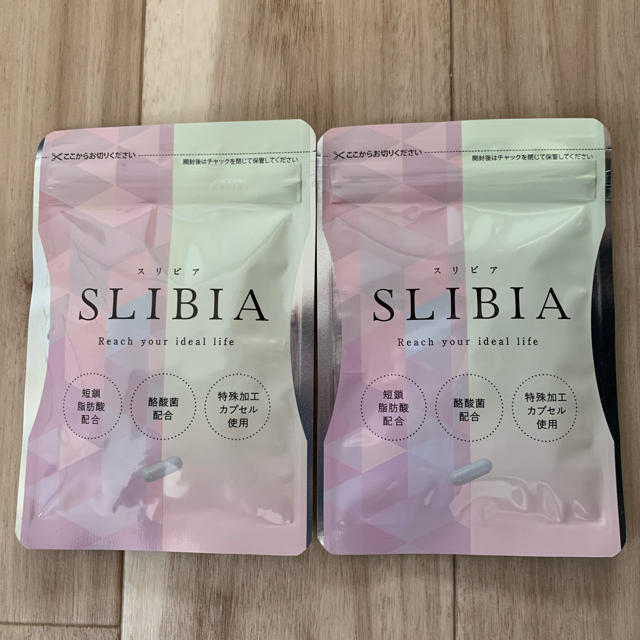 ここからお切りください
開封後はチャックを閉じて保管してください
スリビア
SLIBIA
Reach your ideal life
短鎖
脂肪酸
配合
酪酸菌
配合
特殊加工
カプセル
使用
ここからお切りください
開封後はチャックを閉じて保管してください
スリビア
SLIBIA
Reach your ideal life
短鎖
脂肪酸
配合
酪酸菌
配合
特殊加工
カプセル
使用